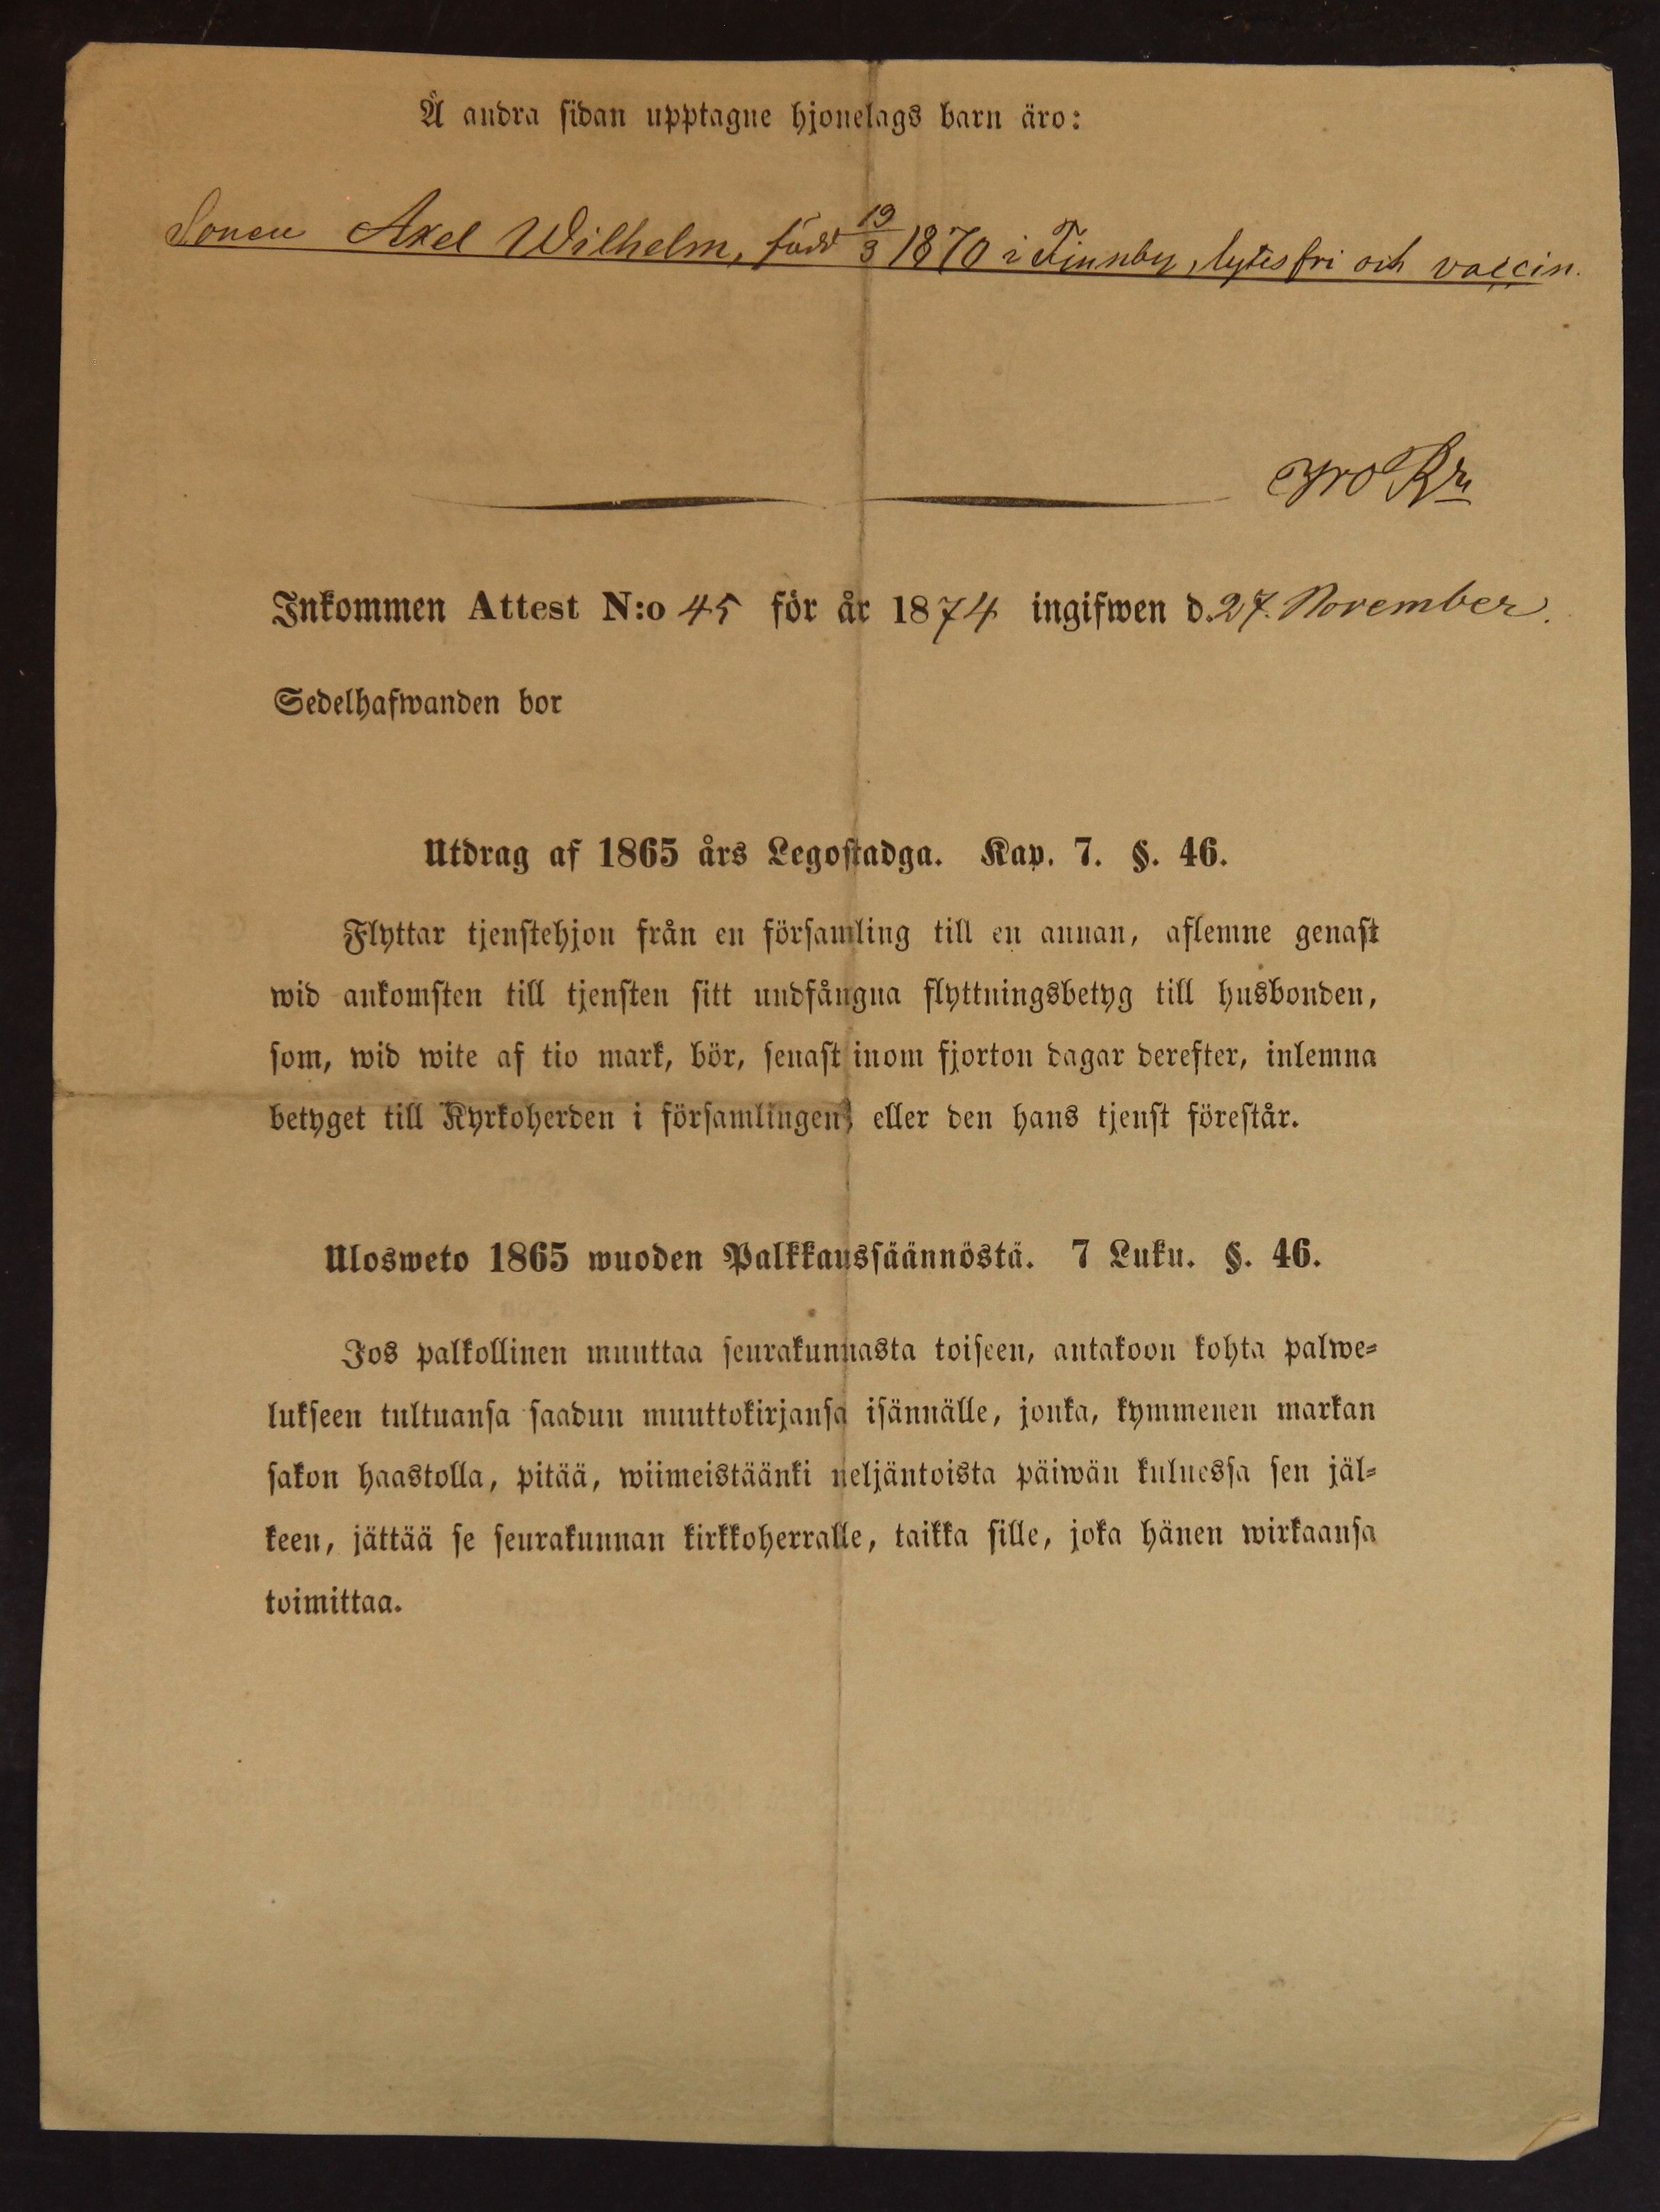 Å andra sidan upptagne hjonelags barn äro:
Sonen Axel Wilhelm, född 19/3 1870 i Finnby, lytesfri och vaccin.
Inkommen Attest N:o 45 för år 1874 ingifwen d. 27. November.
Sedelhafwanden bor
Utdrag af 1865 års Legostadga. Kap. 7. §. 46.
Flyttar tjenstehjon från en församling till en annan, aflemne genast
wid ankomsten till tjensten sitt undfångna flyttningsbetyg till husbonden,
som, wid wite af tio mark, bör, senast inom fjorton dagar derefter, inlemna
betyget till Kyrkoherden i församlingen, eller den hans tjenst förestår.
Ulosweto 1865 wuoden Palkkaussäännöstä. 7 Luku. §. 46.
Jos palkollinen muuttaa seurakunnasta toiseen, antakoon kohta palwe-
lukseen tultuansa saadun muuttokirjansa isännälle, jonka, kymmenen markan
sakon haastolla, pitää, wiimeistäänki neljäntoista päiwän kuluessa sen jäl-
keen, jättää se seurakunnan kirkkoherralle, taikka sille, joka hänen wirkaansa
toimittaa.